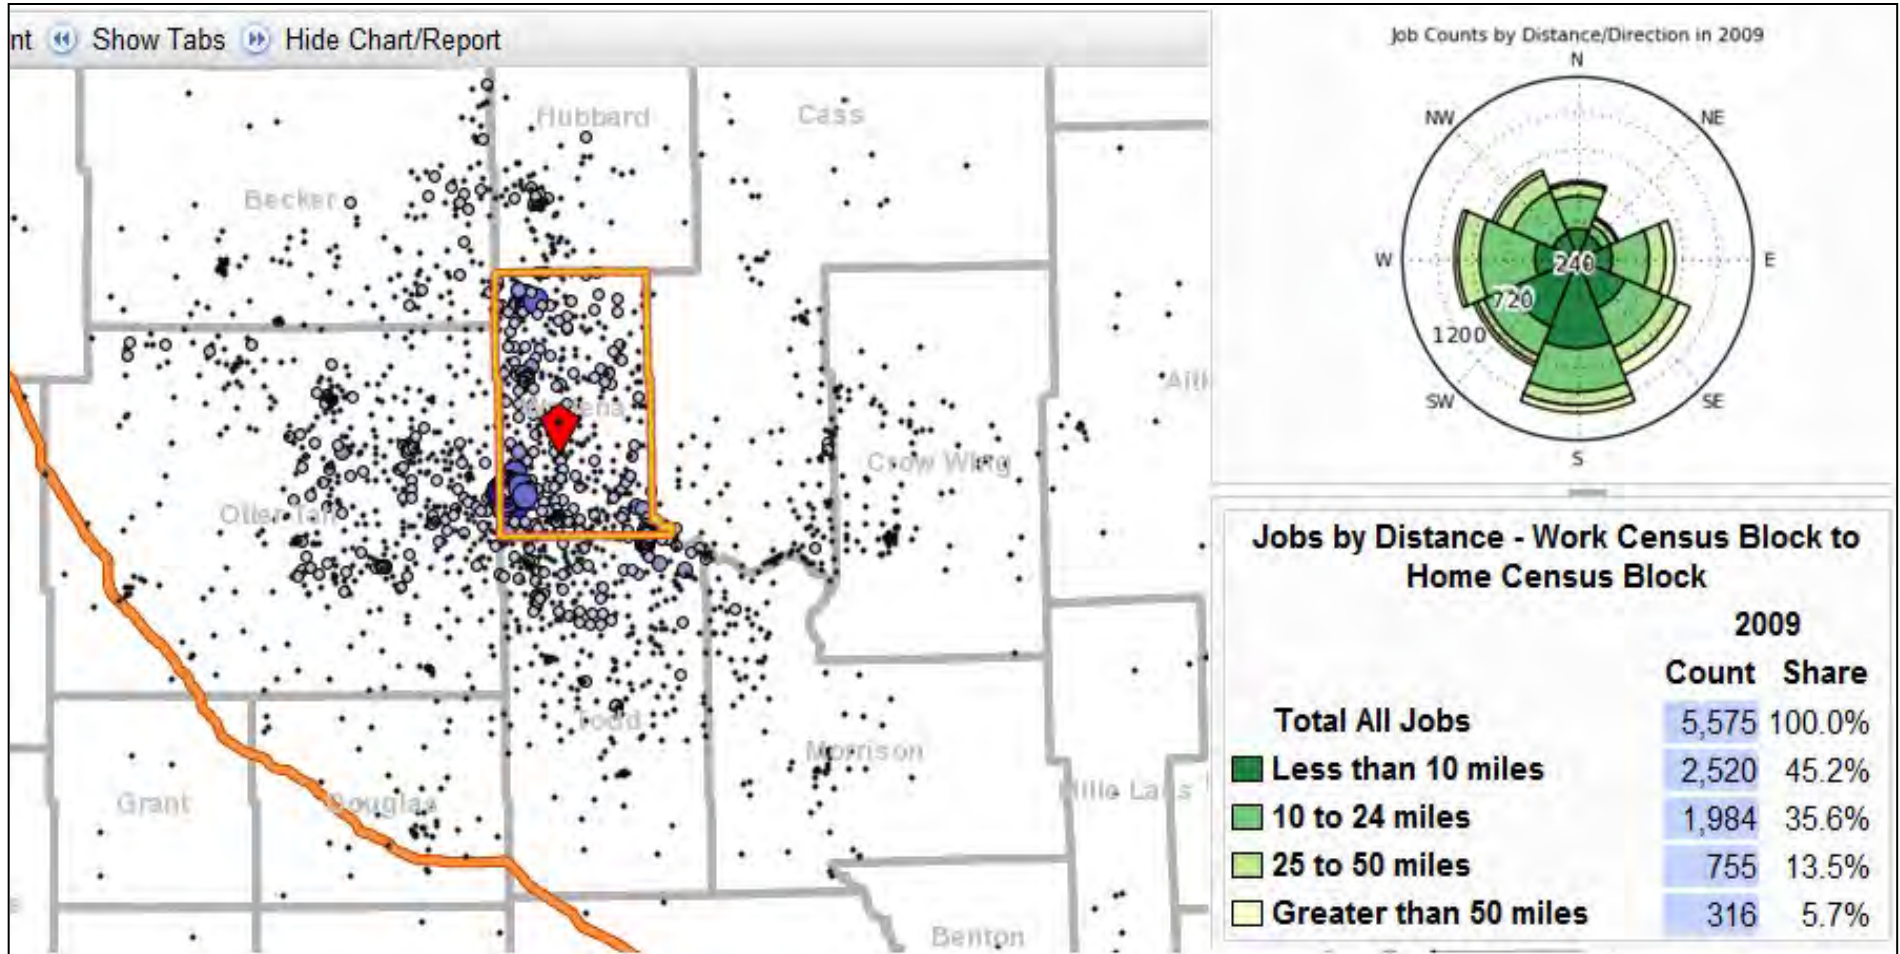 nt Show Tabs Hide Chart/Report
Hubbard
Cass
Becker
Crow Wing
Todd
Morrison
Grant
Douglas
Benton
Job Counts by Distance/Direction in 2009
N
NW
NE
W
240
E
720
1200
SW
SE
S
Jobs by Distance - Work Census Block to
Home Census Block
2009
Count Share
Total All Jobs 5,575 100.0%
Less than 10 miles 2,520 45.2%
10 to 24 miles 1,984 35.6%
25 to 50 miles 755 13.5%
Greater than 50 miles 316 5.7%